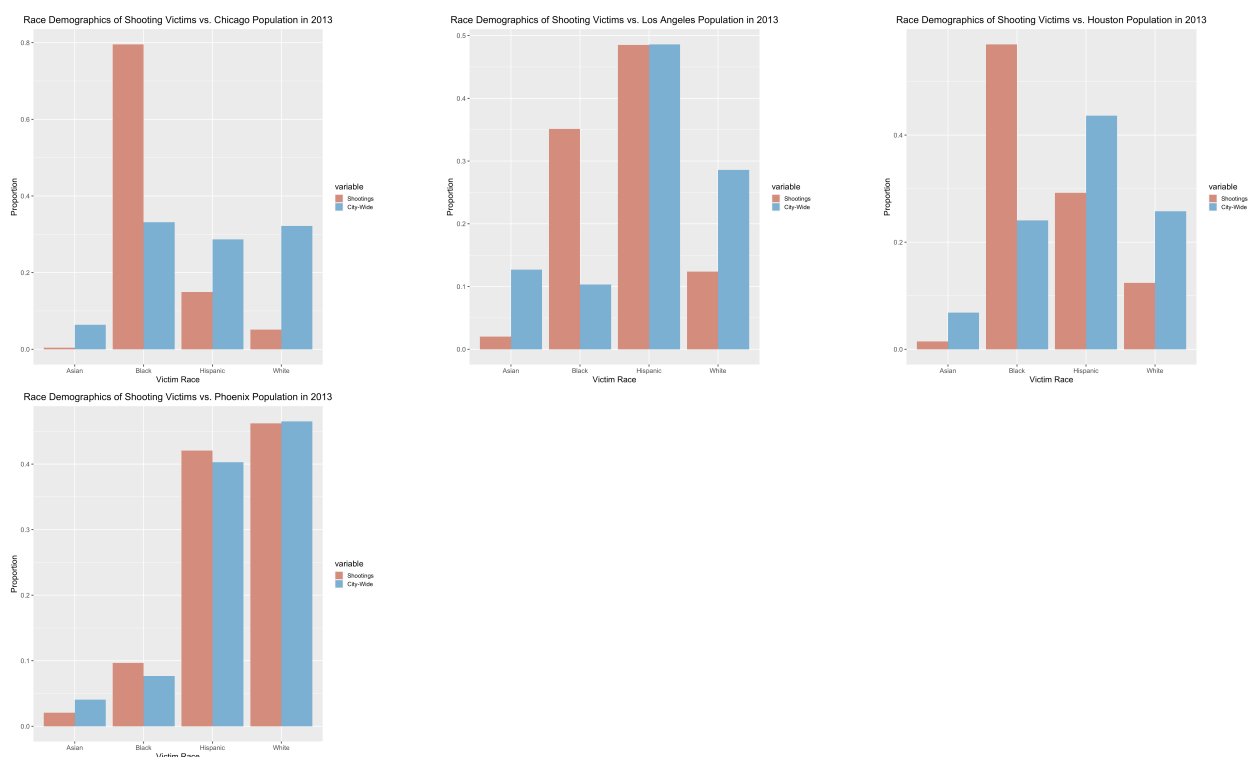 Race Demographics of Shooting Victims vs. Chicago Population in 2013
0.8
0.6
0.4
0.2
0.0
Proportion
Asian
Black
Hispanic
White
Victim Race
variable
Shootings
City-Wide
Race Demographics of Shooting Victims vs. Los Angeles Population in 2013
0.5
0.4
0.3
0.2
0.1
0.0
Proportion
Asian
Black
Hispanic
White
Victim Race
variable
Shootings
City-Wide
Race Demographics of Shooting Victims vs. Houston Population in 2013
0.4
0.2
0.0
Proportion
Asian
Black
Hispanic
White
Victim Race
variable
Shootings
City-Wide
Race Demographics of Shooting Victims vs. Phoenix Population in 2013
0.4
0.3
0.2
0.1
0.0
Proportion
Asian
Black
Hispanic
White
Victim Race
variable
Shootings
City-Wide